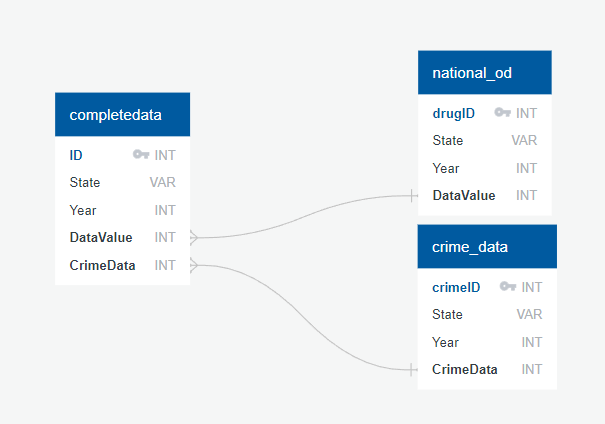 completedata
ID INT
State VAR
Year INT
DataValue INT
CrimeData INT
national_od
drugID INT
State VAR
Year INT
DataValue INT
crime_data
crimeID INT
State VAR
Year INT
CrimeData INT